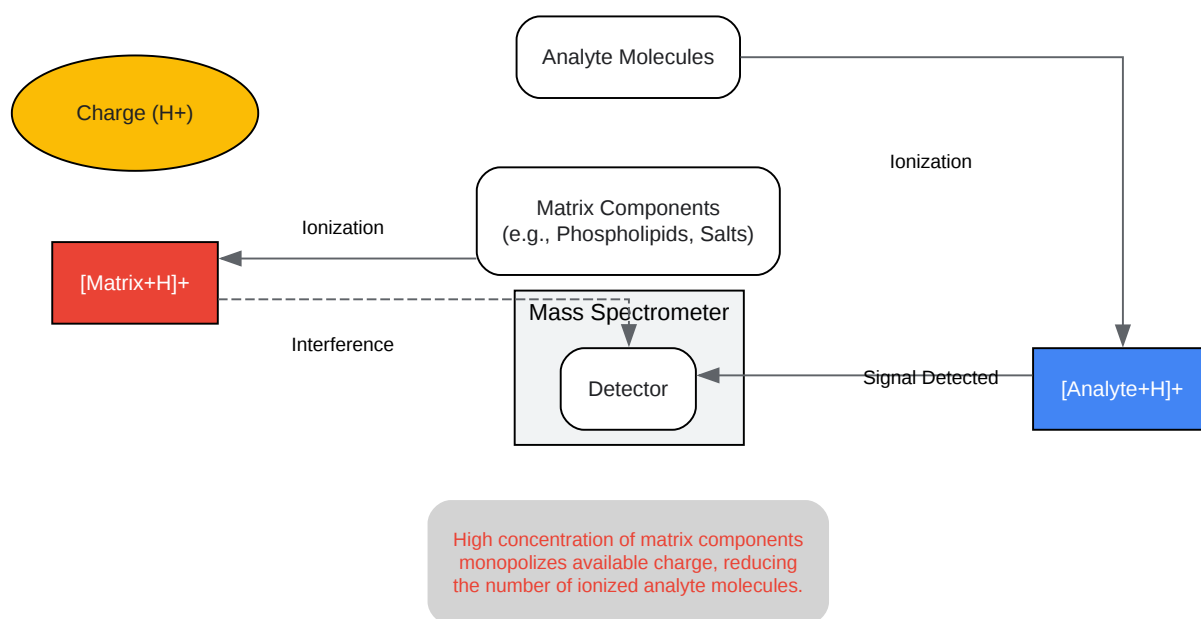 Analyte Molecules
Charge (H+)
Ionization
Matrix Components
(e.g., Phospholipids, Salts)
Ionization
[Matrix+H]+
Mass Spectrometer
Interference
Detector
Signal Detected
[Analyte+H]+
High concentration of matrix components
monopolizes available charge, reducing
the number of ionized analyte molecules.